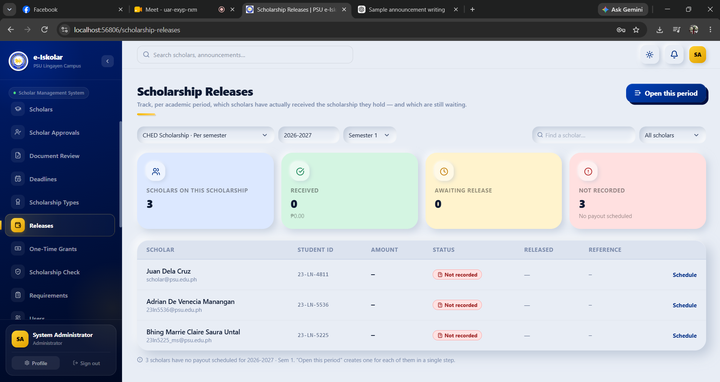 Facebook
Meet - uar-exyp-nxm
Scholarship Releases | PSU e-Isk
Sample announcement writing
Ask Gemini
localhost:56806/scholarship-releases
e-Iskolar
PSU Lingayen Campus
Search scholars, announcements...
SA
Scholar Management System
Scholars
Scholar Approvals
Document Review
Deadlines
Scholarship Types
Releases
One-Time Grants
Scholarship Check
Requirements
Users
SA
System Administrator
Administrator
Profile
Sign out
Scholarship Releases
Track, per academic period, which scholars have actually received the scholarship they hold — and which are still waiting.
Open this period
CHED Scholarship · Per semester
2026-2027
Semester 1
Find a scholar...
All scholars
SCHOLARS ON THIS SCHOLARSHIP
3
RECEIVED
0
₱0.00
AWAITING RELEASE
0
NOT RECORDED
3
No payout scheduled
SCHOLAR STUDENT ID AMOUNT STATUS RELEASED REFERENCE
Juan Dela Cruz
scholar@psu.edu.ph
23-LN-4811 — Not recorded — — Schedule
Adrian De Venecia Manangan
23ln5536@psu.edu.ph
23-LN-5536 — Not recorded — — Schedule
Bhing Marrie Claire Saura Untal
23ln5225_ms@psu.edu.ph
23-LN-5225 — Not recorded — — Schedule
3 scholars have no payout scheduled for 2026-2027 · Sem 1. "Open this period" creates one for each of them in a single step.